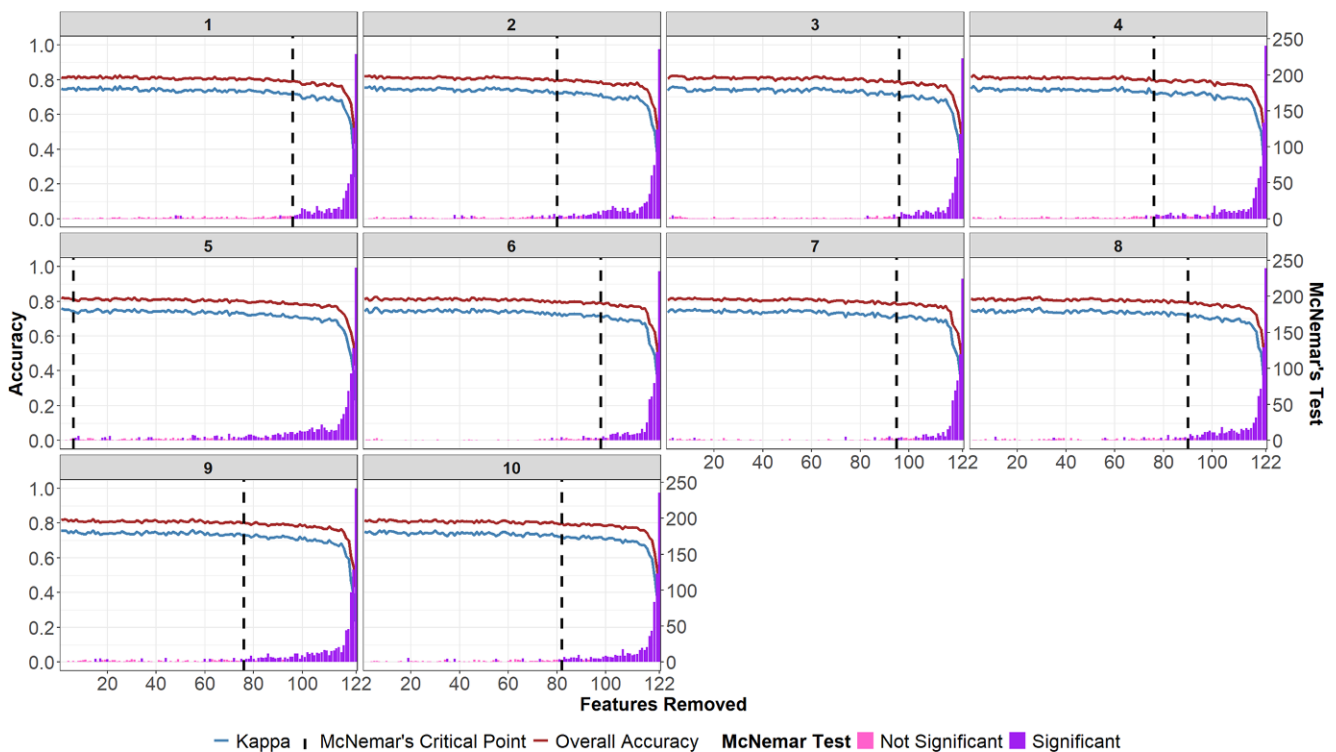 1 2 3 4
1.0 250
0.8 200
0.6 150
0.4 100
0.2 50
0.0 0
5 6 7 8
1.0 250
0.8 200
0.6 150
0.4 100
0.2 50
0.0 0
20 40 60 80 100 122 20 40 60 80 100 122
9 10
1.0 250
0.8 200
0.6 150
0.4 100
0.2 50
0.0 0
20 40 60 80 100 122 20 40 60 80 100 122
Accuracy
McNemar's Test
Features Removed
Kappa McNemar's Critical Point Overall Accuracy McNemar Test Not Significant Significant